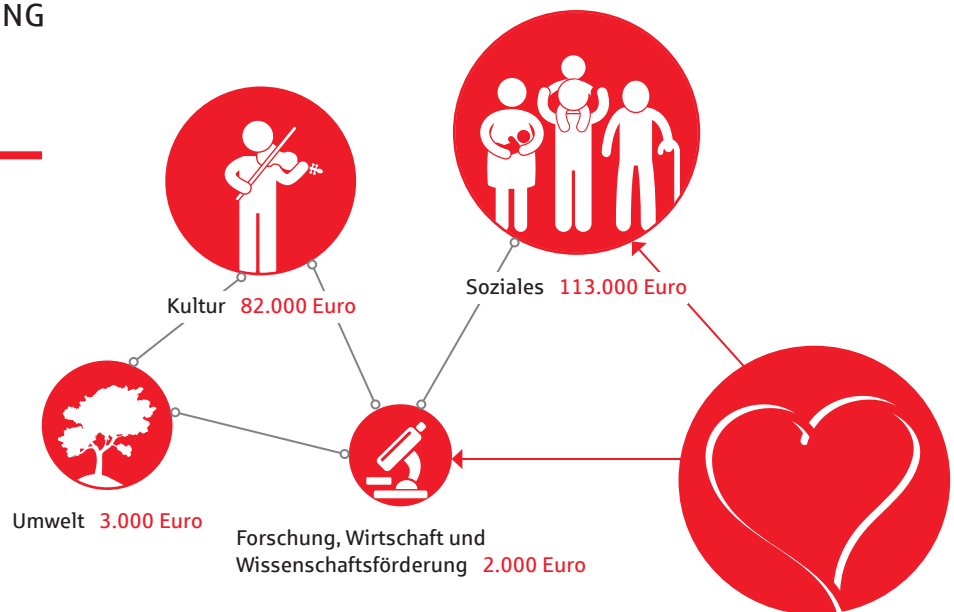 NG
Soziales 113.000 Euro
Kultur 82.000 Euro
Umwelt 3.000 Euro
Forschung, Wirtschaft und
Wissenschaftsförderung 2.000 Euro